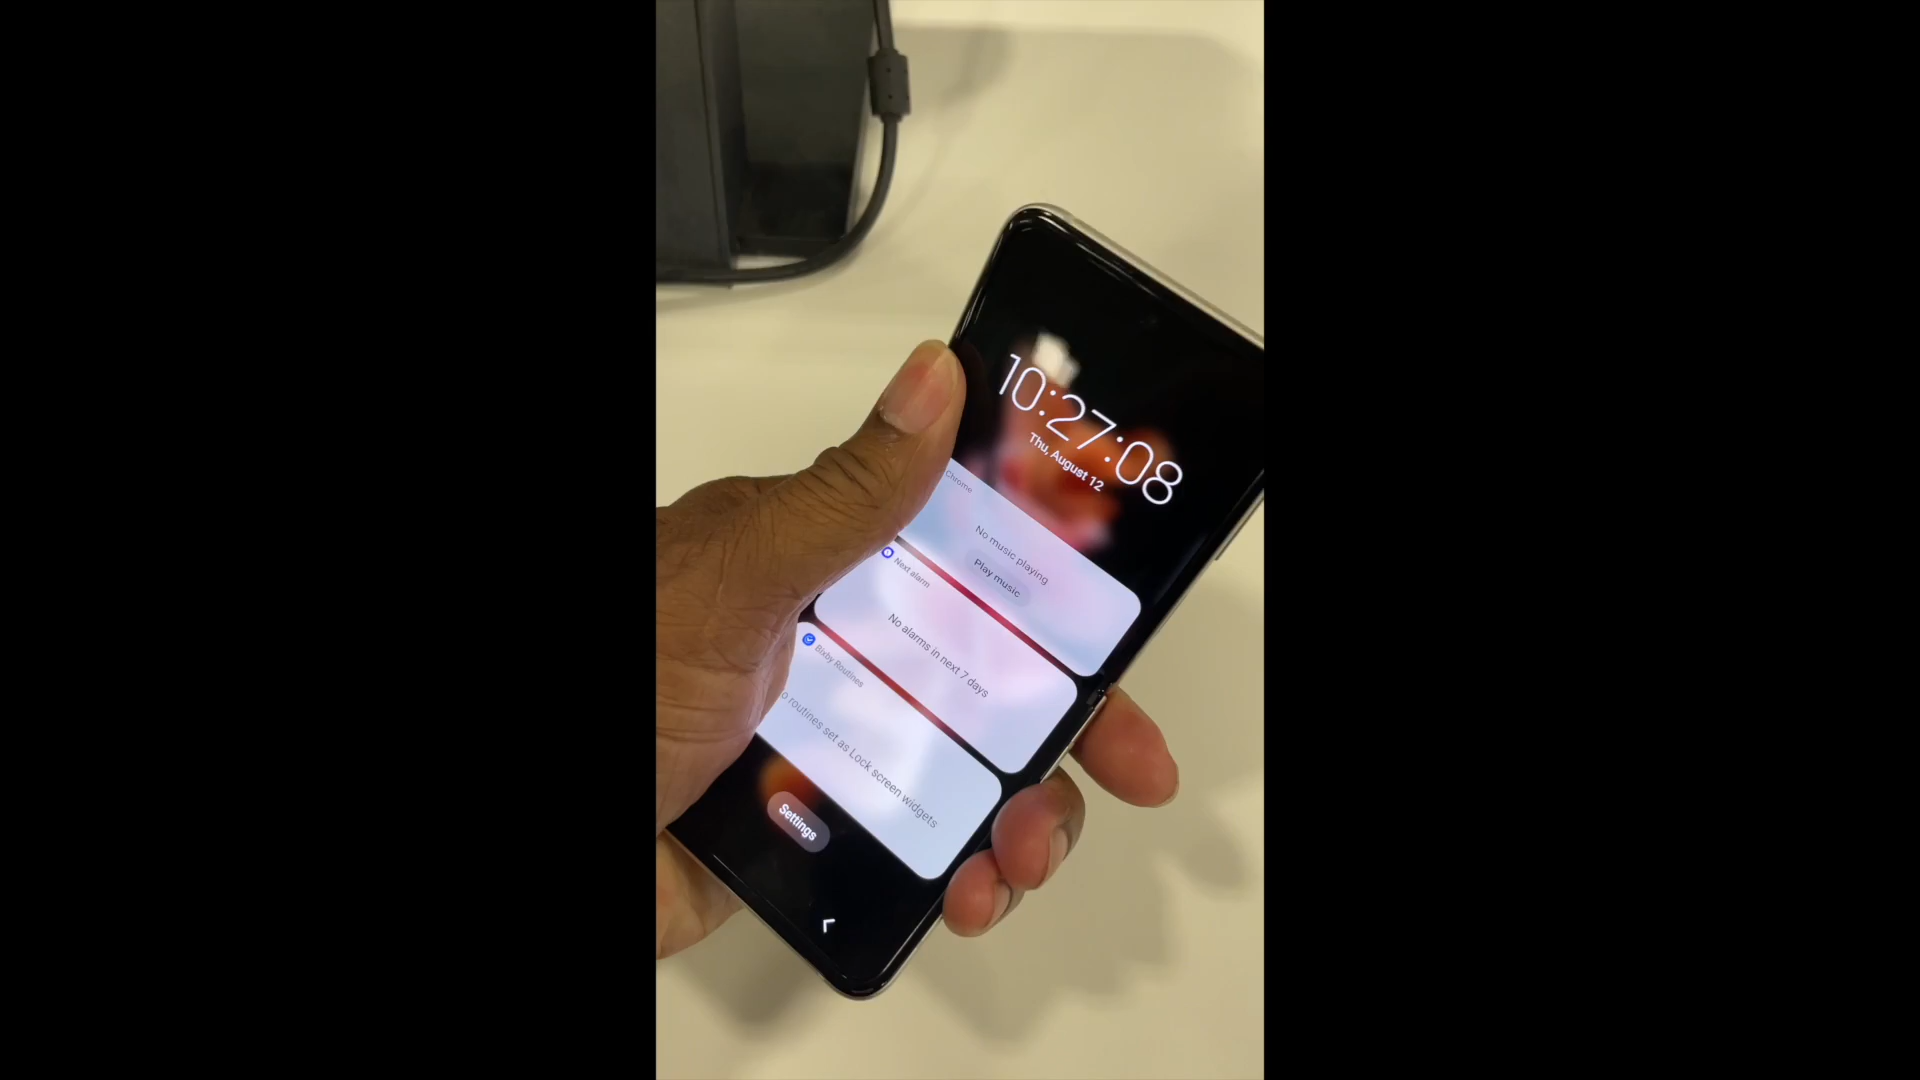 10:27:08
Thu, August 12
Chrome
No music playing
Play music
Next alarm
No alarms in next 7 days
Bixby Routines
routines set as Lock screen widgets
Settings